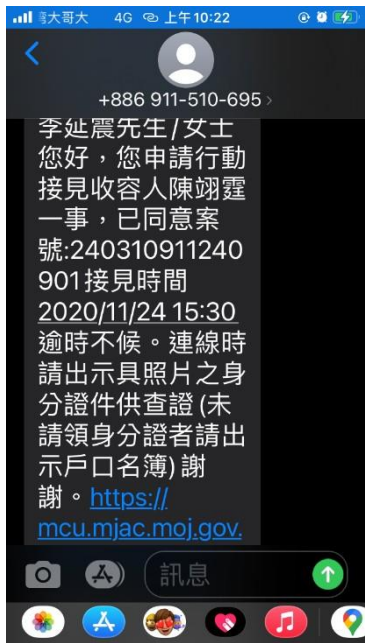 大哥大 4G 上午10:22
+886 911-510-695
李延震先生/女士
您好，您申請行動
接見收容人陳翊霆
一事，已同意案
號:240310911240
901接見時間
2020/11/24 15:30
逾時不候。連線時
請出示具照片之身
分證件供查證(未
請領身分證者請出
示戶口名簿)謝
謝。https://
mcu.mjac.moj.gov.
訊息